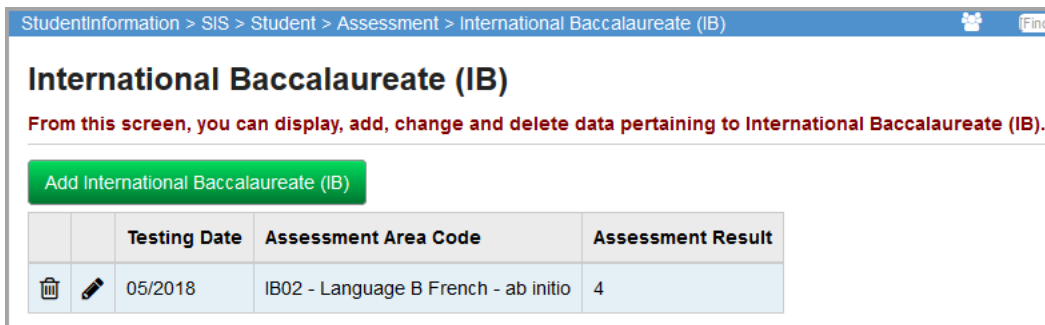 StudentInformation > SIS > Student > Assessment > International Baccalaureate (IB)
International Baccalaureate (IB)
From this screen, you can display, add, change and delete data pertaining to International Baccalaureate (IB).
Add International Baccalaureate (IB)
Testing Date Assessment Area Code Assessment Result
05/2018 IB02 - Language B French - ab initio 4